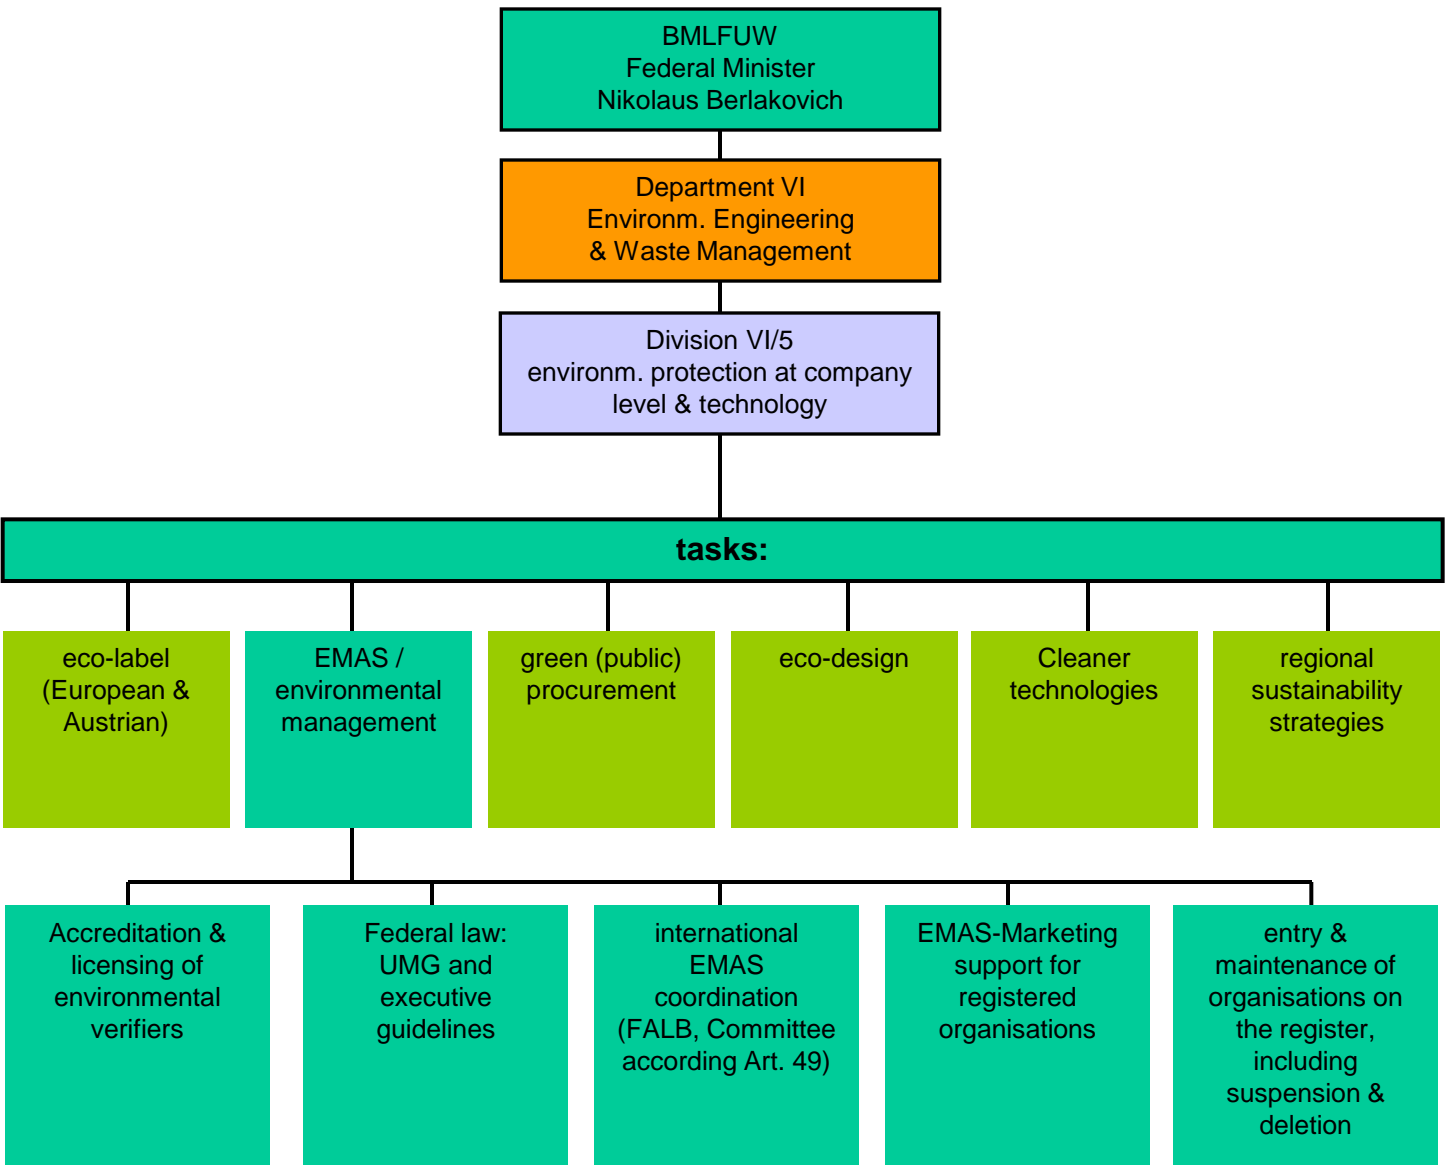 BMLFUW
Federal Minister
Nikolaus Berlakovich
Department VI
Environm. Engineering
& Waste Management
Division VI/5
environm. protection at company
level & technology
tasks:
eco-label
(European &
Austrian)
EMAS /
environmental
management
green (public)
procurement
eco-design
Cleaner
technologies
regional
sustainability
strategies
Accreditation &
licensing of
environmental
verifiers
Federal law:
UMG and
executive
guidelines
international
EMAS
coordination
(FALB, Committee
according Art. 49)
EMAS-Marketing
support for
registered
organisations
entry &
maintenance of
organisations on
the register,
including
suspension &
deletion